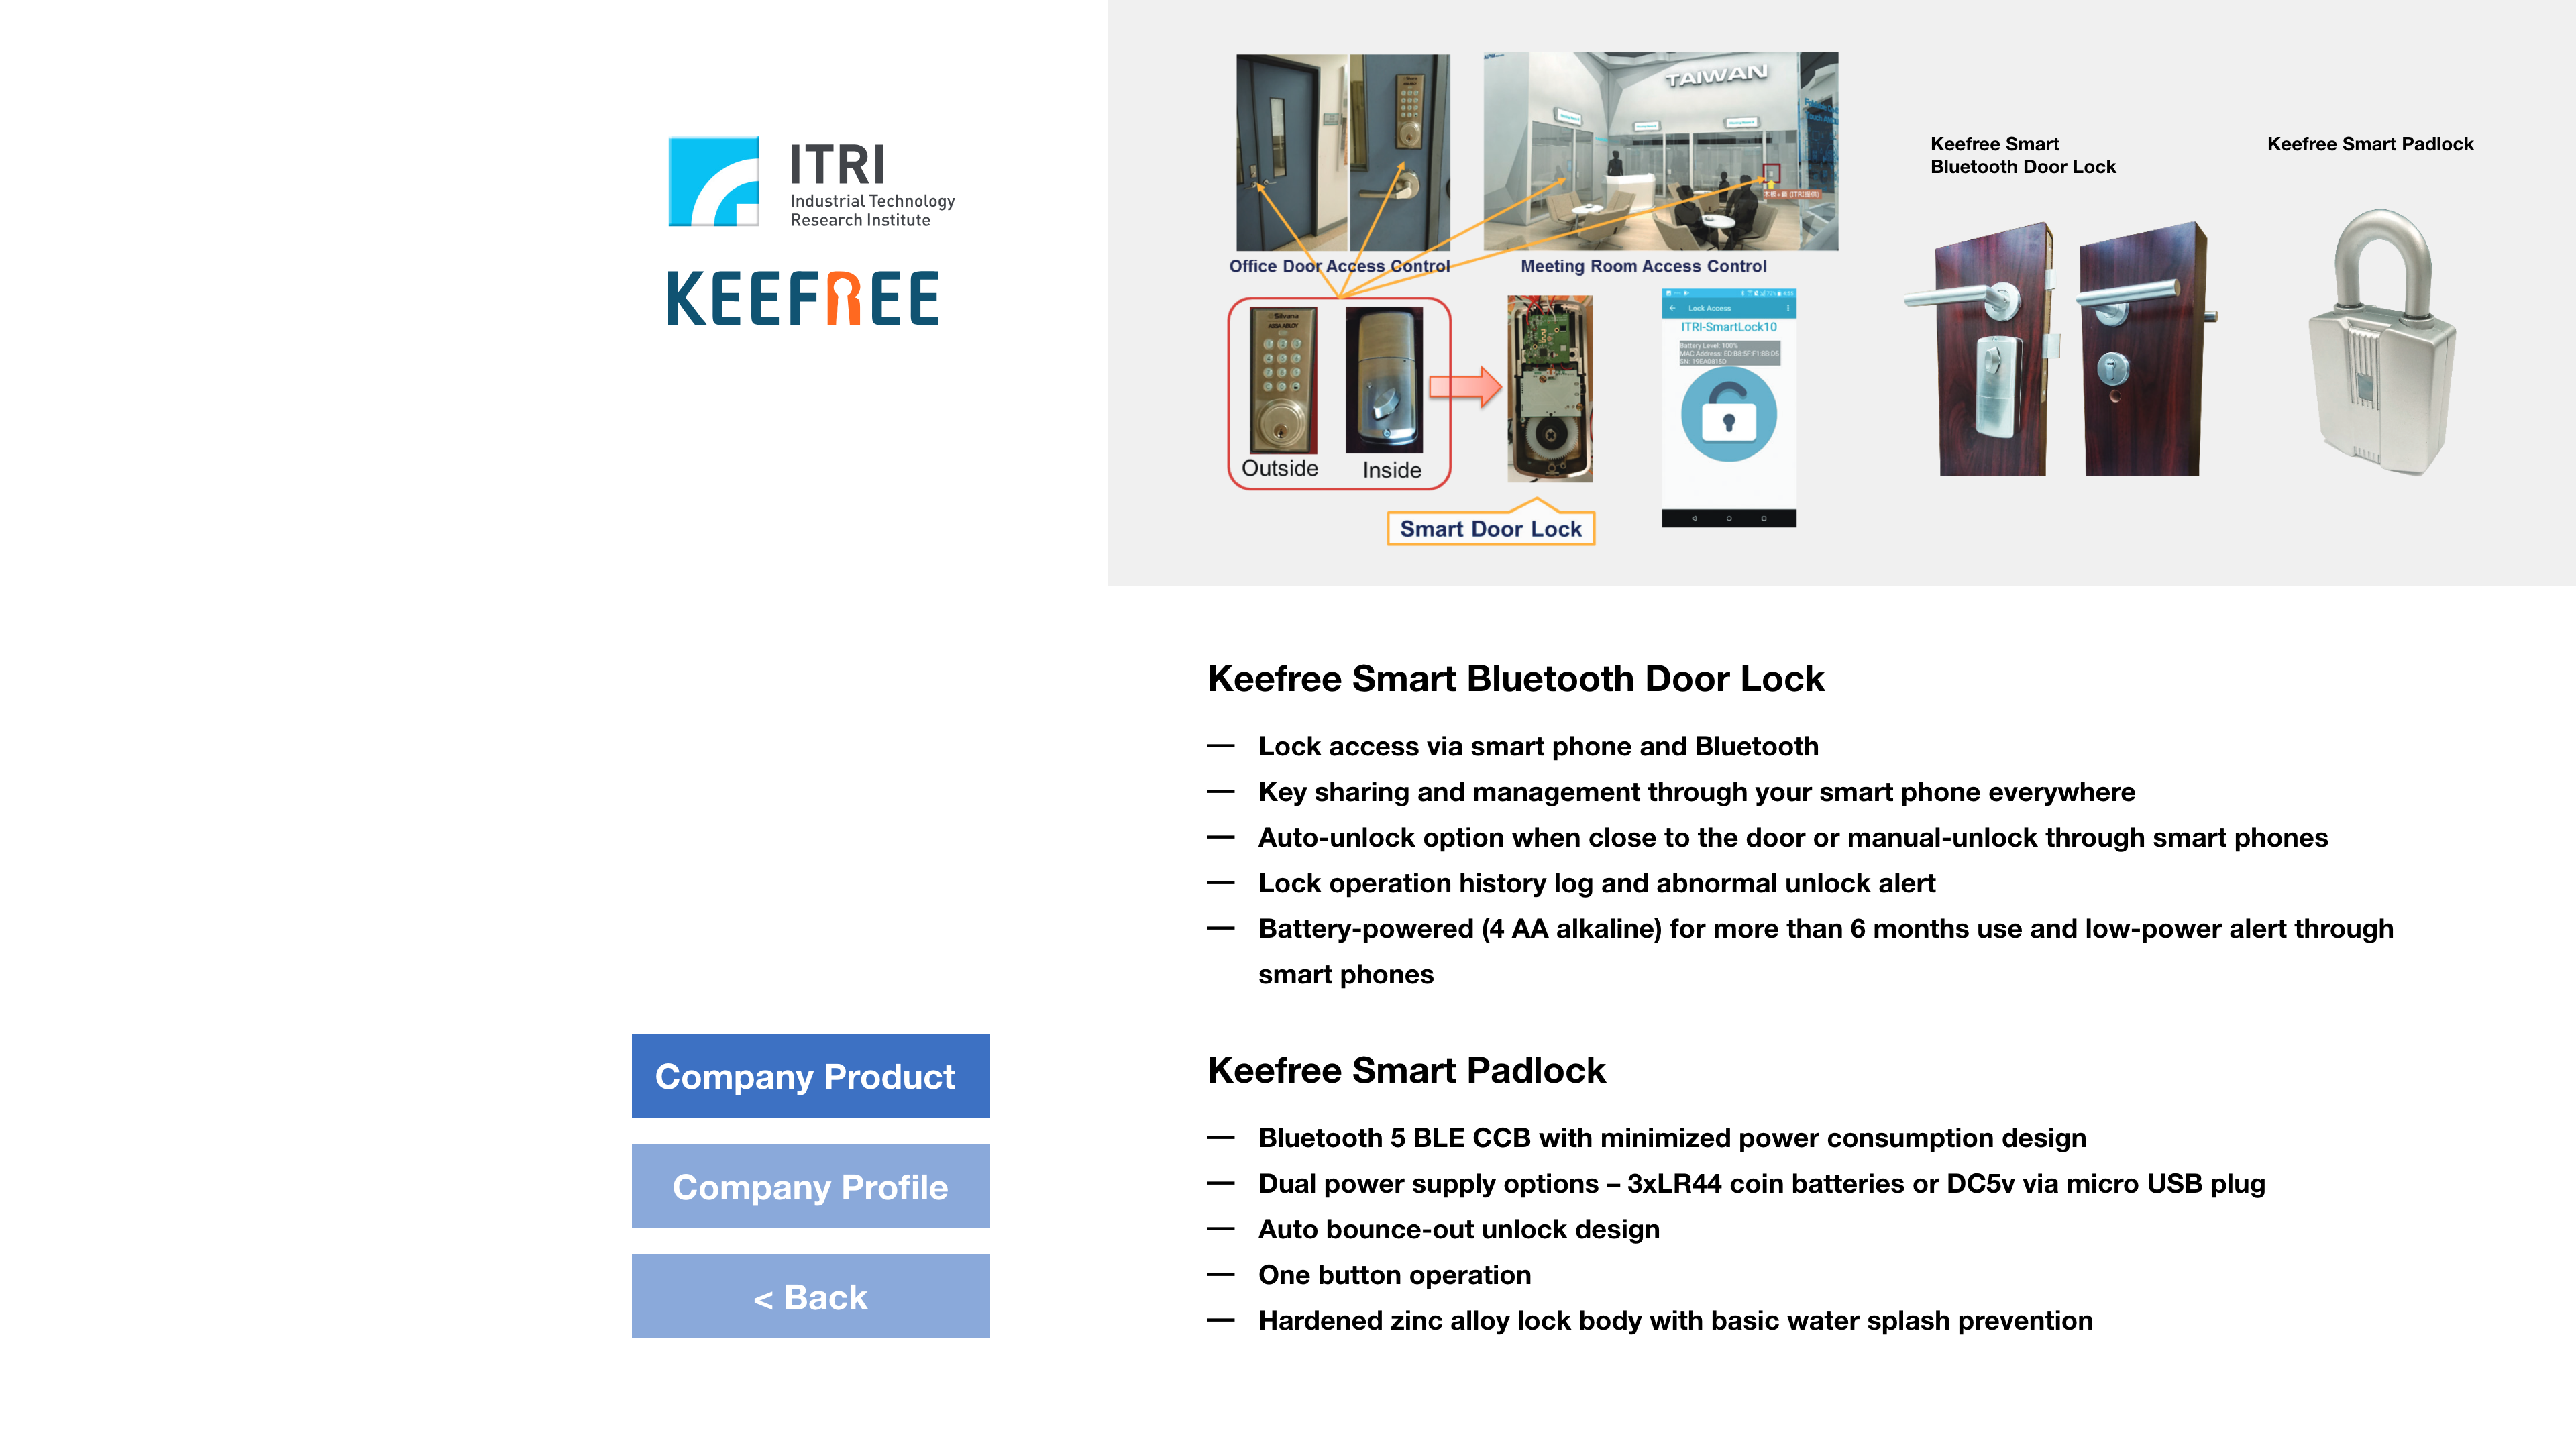 ITRI
Industrial Technology
Research Institute
KEEFREE
TAIWAN
Office Door Access Control
Meeting Room Access Control
Silvana
ASSA ABLOY
Outside
Inside
Smart Door Lock
Lock Access
ITRI-SmartLock10
Battery Level: 100%
Keefree Smart
Bluetooth Door Lock
Keefree Smart Padlock
Keefree Smart Bluetooth Door Lock
— Lock access via smart phone and Bluetooth
— Key sharing and management through your smart phone everywhere
— Auto-unlock option when close to the door or manual-unlock through smart phones
— Lock operation history log and abnormal unlock alert
— Battery-powered (4 AA alkaline) for more than 6 months use and low-power alert through
smart phones
Keefree Smart Padlock
— Bluetooth 5 BLE CCB with minimized power consumption design
— Dual power supply options – 3xLR44 coin batteries or DC5v via micro USB plug
— Auto bounce-out unlock design
— One button operation
— Hardened zinc alloy lock body with basic water splash prevention
Company Product
Company Profile
< Back